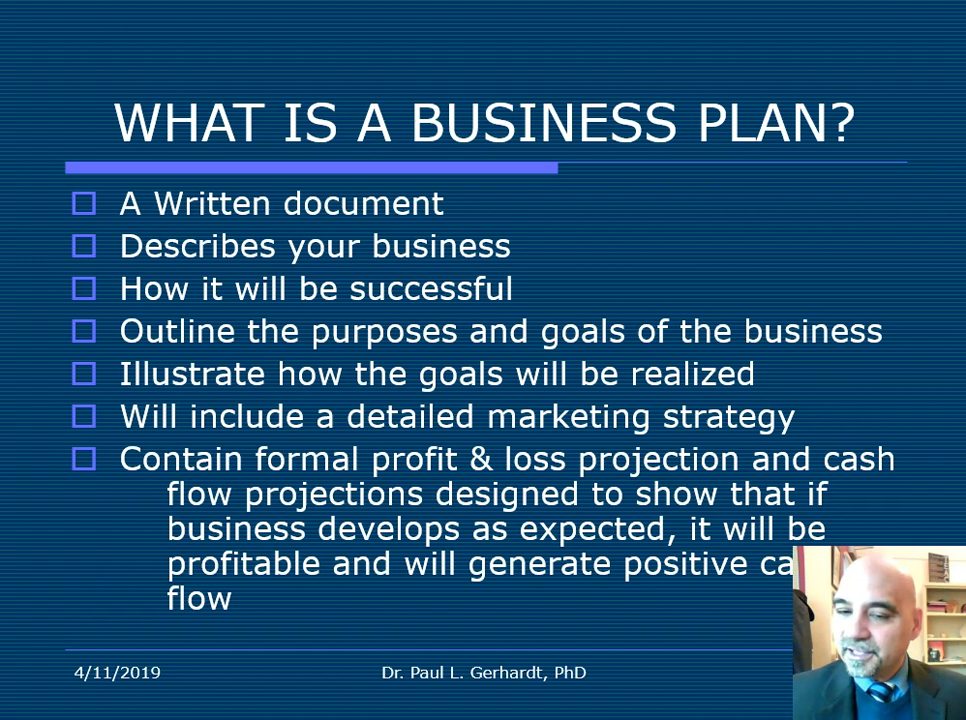 WHAT IS A BUSINESS PLAN?
A Written document
Describes your business
How it will be successful
Outline the purposes and goals of the business
Illustrate how the goals will be realized
Will include a detailed marketing strategy
Contain formal profit & loss projection and cash
flow projections designed to show that if
business develops as expected, it will be
profitable and will generate positive
flow
4/11/2019 Dr. Paul L. Gerhardt, PhD